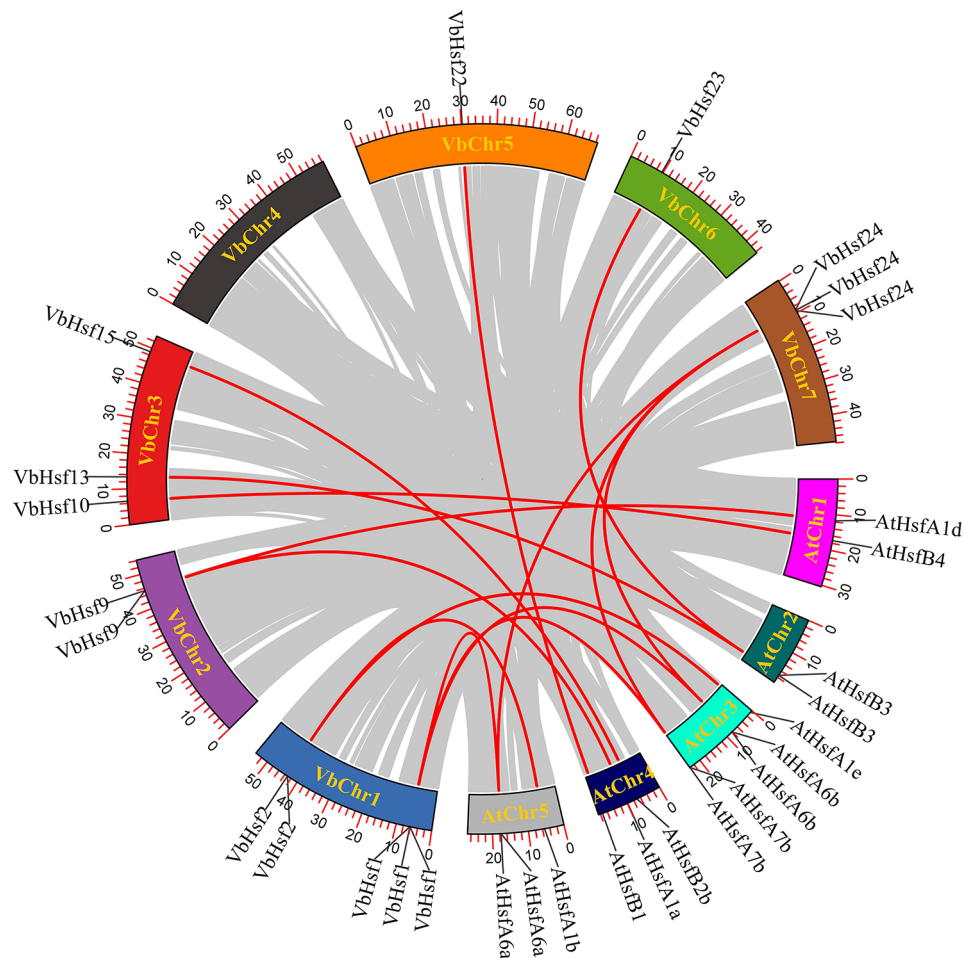 VbHsf22
0 10 20 30 40 50 60
VbChr5
VbHsf23
0 10 20 30 40
VbChr6
VbHsf24
VbHsf24
VbHsf24
0 10 20 30 40
VbChr7
0 10 20 30
AtChr1
AtHsfA1d
AtHsfB4
0 10
AtChr2
AtHsfB3
AtHsfB3
0 10 20
AtChr3
AtHsfA1e
AtHsfA6b
AtHsfA6b
AtHsfA7b
AtHsfA7b
0 10
AtChr4
AtHsfB2b
AtHsfA1a
AtHsfB1
0 10 20
AtChr5
AtHsfA1b
AtHsfA6a
AtHsfA6a
0 10 20 30 40 50
VbChr1
VbHsf1
VbHsf1
VbHsf1
VbHsf2
VbHsf2
0 10 20 30 40 50
VbChr2
VbHsf9
VbHsf9
0 10 20 30 40 50
VbChr3
VbHsf10
VbHsf13
VbHsf15
0 10 20 30 40 50
VbChr4